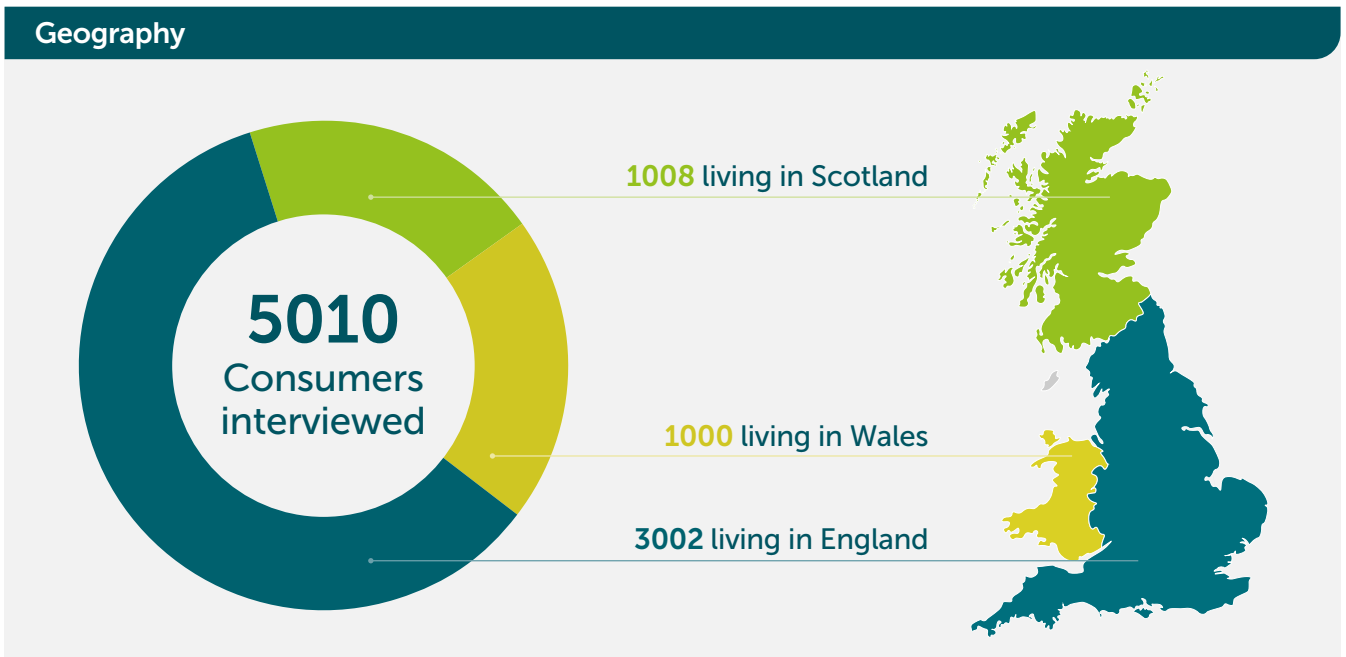 Geography
1008 living in Scotland
5010
Consumers
interviewed
1000 living in Wales
3002 living in England